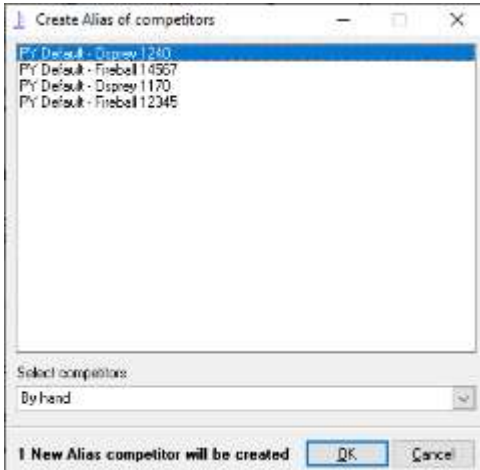 Create Alias of competitors
PY Default - Osprey 1240
PY Default - Fireball 14567
PY Default - Osprey 1170
PY Default - Fireball 12345
Select competitors
By hand
1 New Alias competitor will be created
OK
Cancel